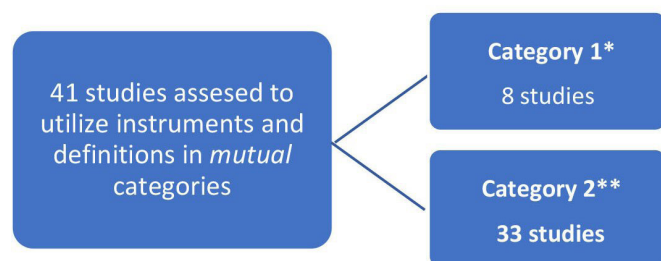 41 studies assesed to
utilize instruments and
definitions in mutual
categories
Category 1*
8 studies
Category 2**
33 studies